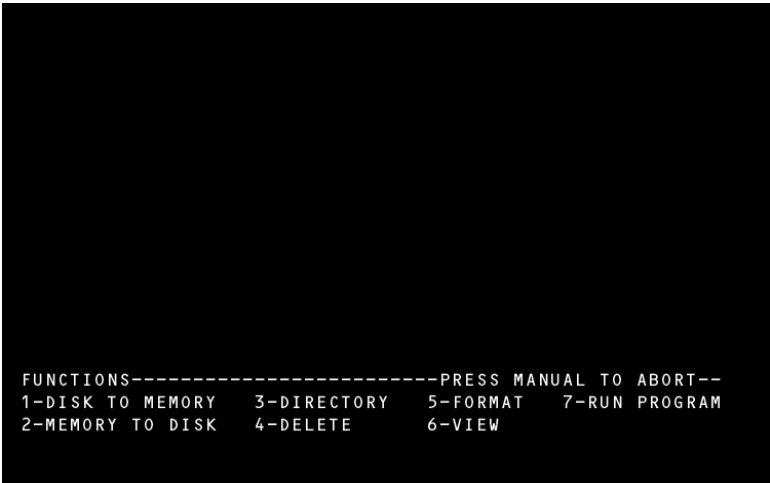 FUNCTIONS-------------------------PRESS MANUAL TO ABORT--
1-DISK TO MEMORY 3-DIRECTORY 5-FORMAT 7-RUN PROGRAM
2-MEMORY TO DISK 4-DELETE 6-VIEW